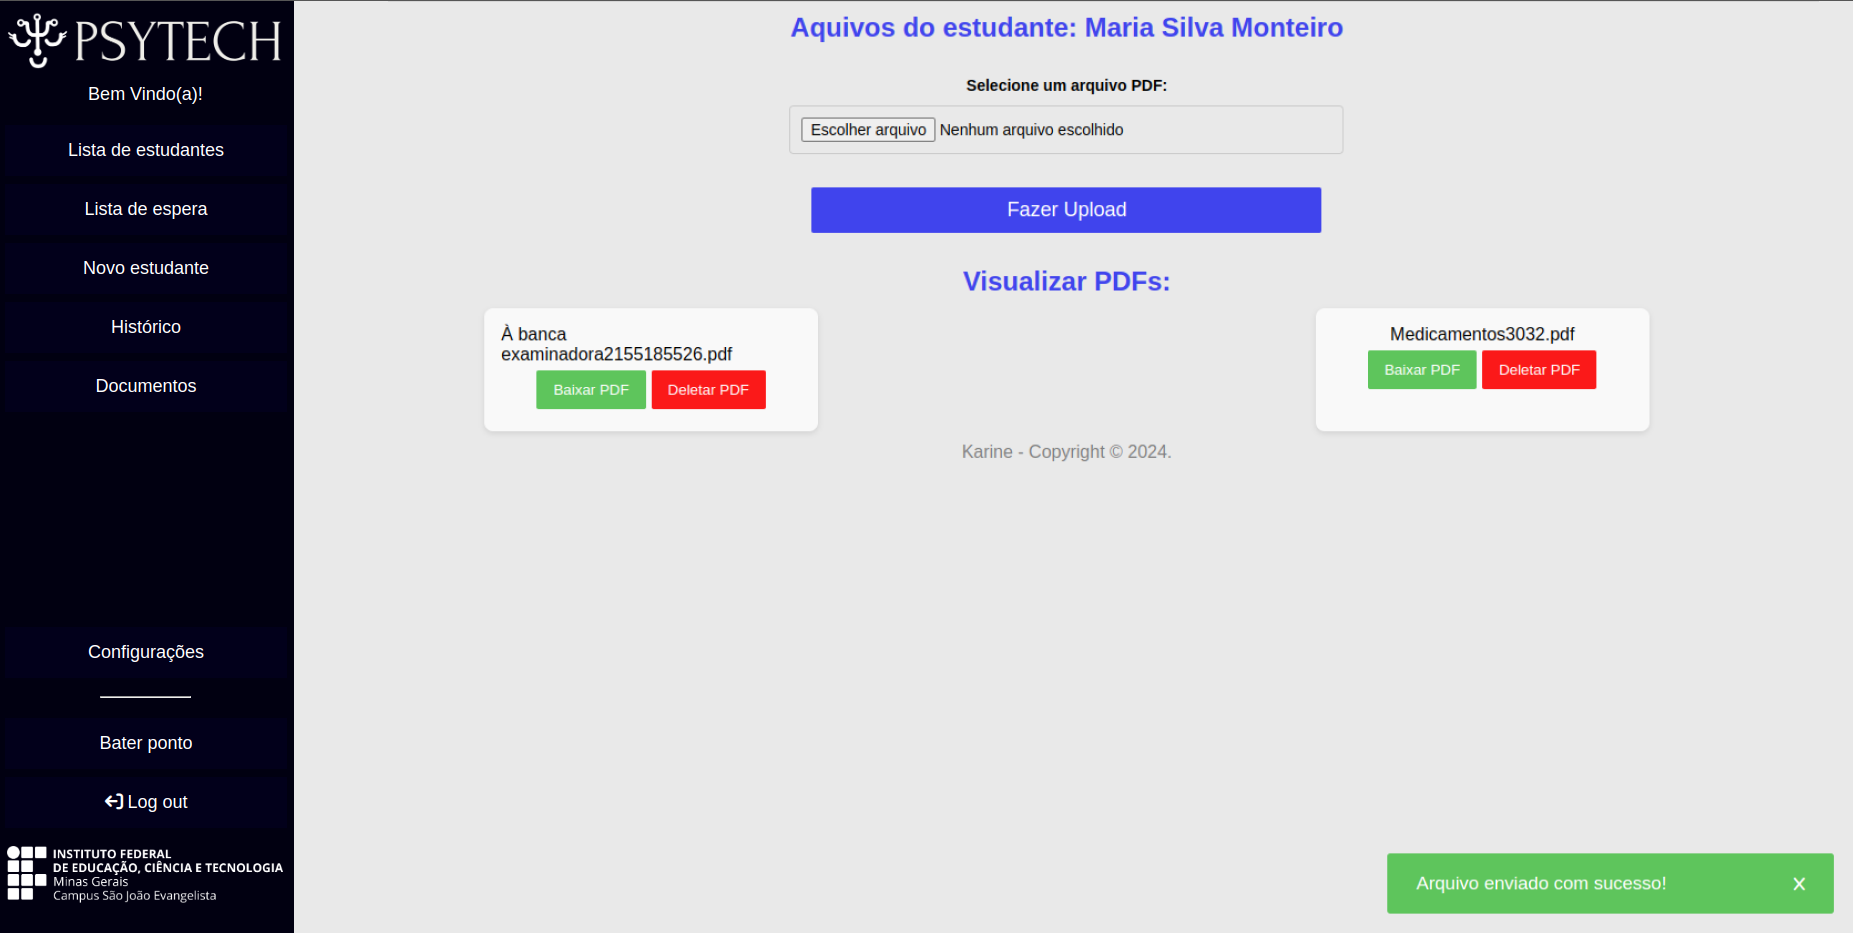 PSYTECH
Bem Vindo(a)!
Lista de estudantes
Lista de espera
Novo estudante
Histórico
Documentos
Configurações
Bater ponto
Log out
INSTITUTO FEDERAL
DE EDUCAÇÃO, CIÊNCIA E TECNOLOGIA
Minas Gerais
Campus São João Evangelista
Aquivos do estudante: Maria Silva Monteiro
Selecione um arquivo PDF:
Escolher arquivo Nenhum arquivo escolhido
Fazer Upload
Visualizar PDFs:
À banca
examinadora2155185526.pdf
Baixar PDF Deletar PDF
Medicamentos3032.pdf
Baixar PDF Deletar PDF
Karine - Copyright © 2024.
Arquivo enviado com sucesso! X